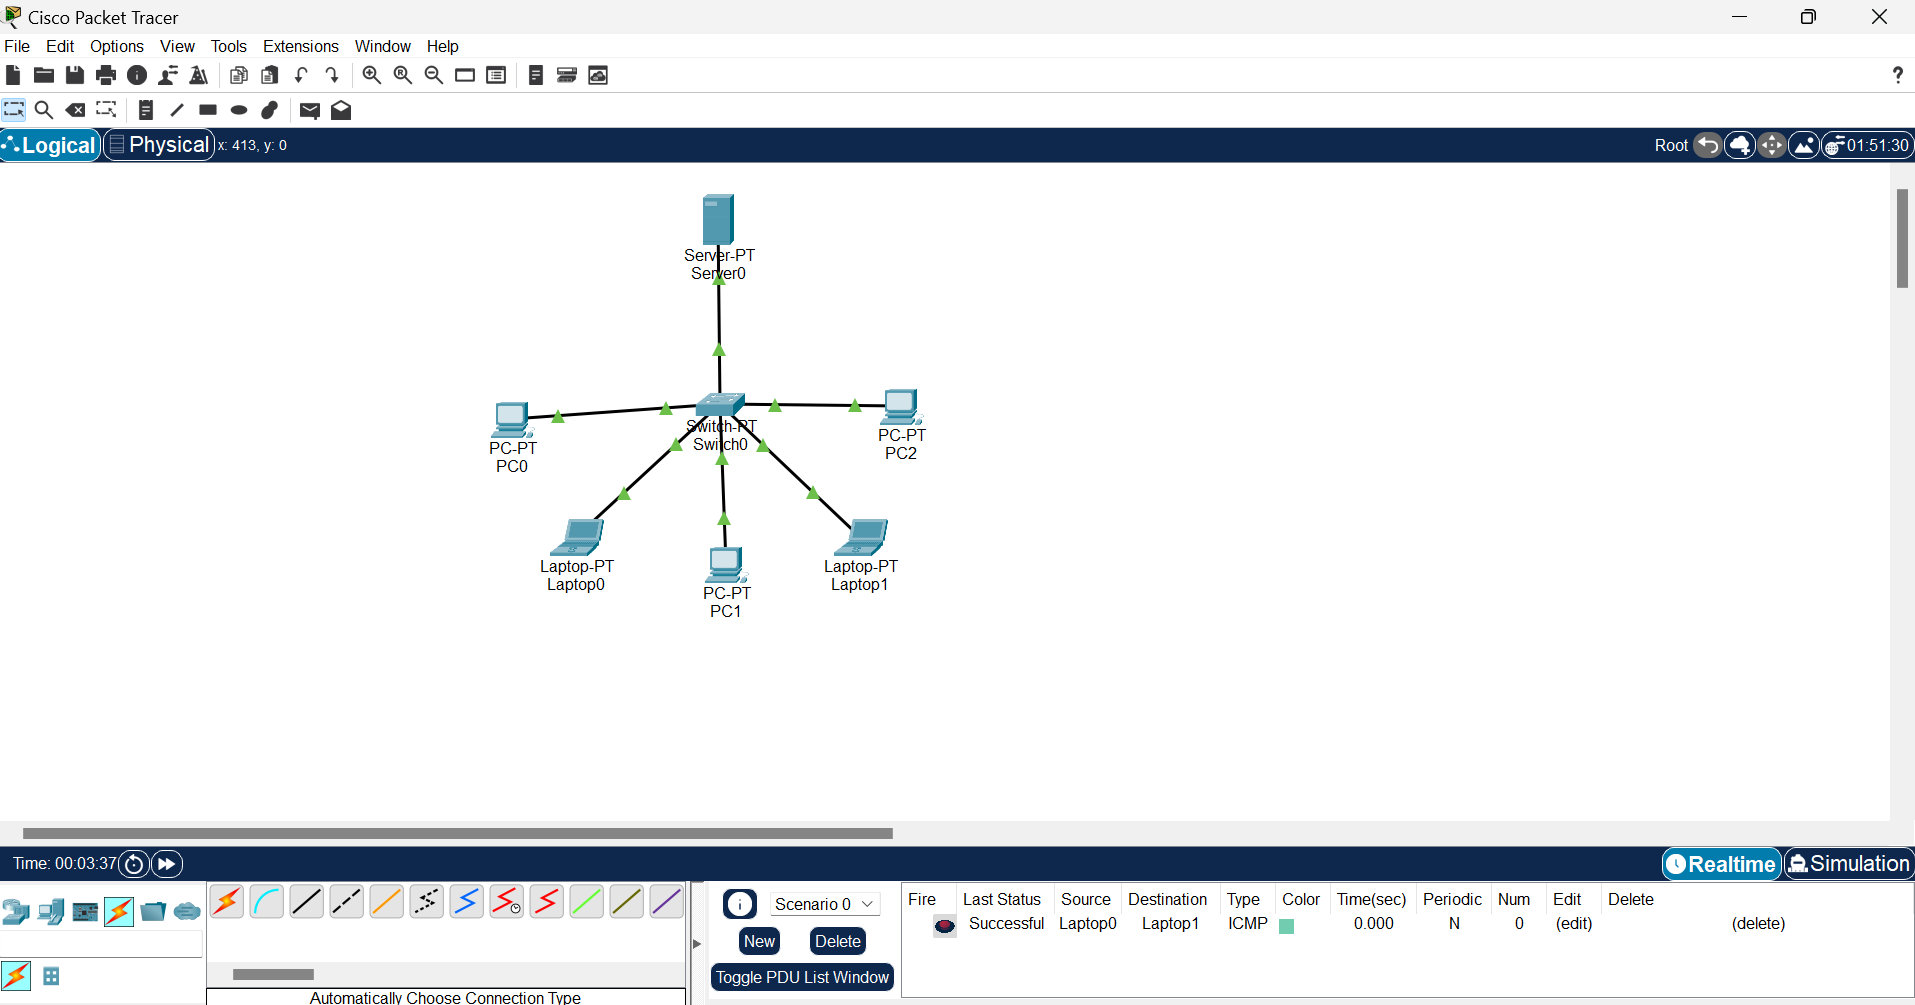 Cisco Packet Tracer
File Edit Options View Tools Extensions Window Help
?
Logical Physical x: 413, y: 0 Root 01:51:30
Server-PT
Server0
Switch-PT
Switch0
PC-PT
PC0
PC-PT
PC2
Laptop-PT
Laptop0
PC-PT
PC1
Laptop-PT
Laptop1
Time: 00:03:37 Realtime Simulation
Scenario 0
New Delete
Toggle PDU List Window
Fire Last Status Source Destination Type Color Time(sec) Periodic Num Edit Delete
Successful Laptop0 Laptop1 ICMP 0.000 N 0 (edit) (delete)
Automatically Choose Connection Type